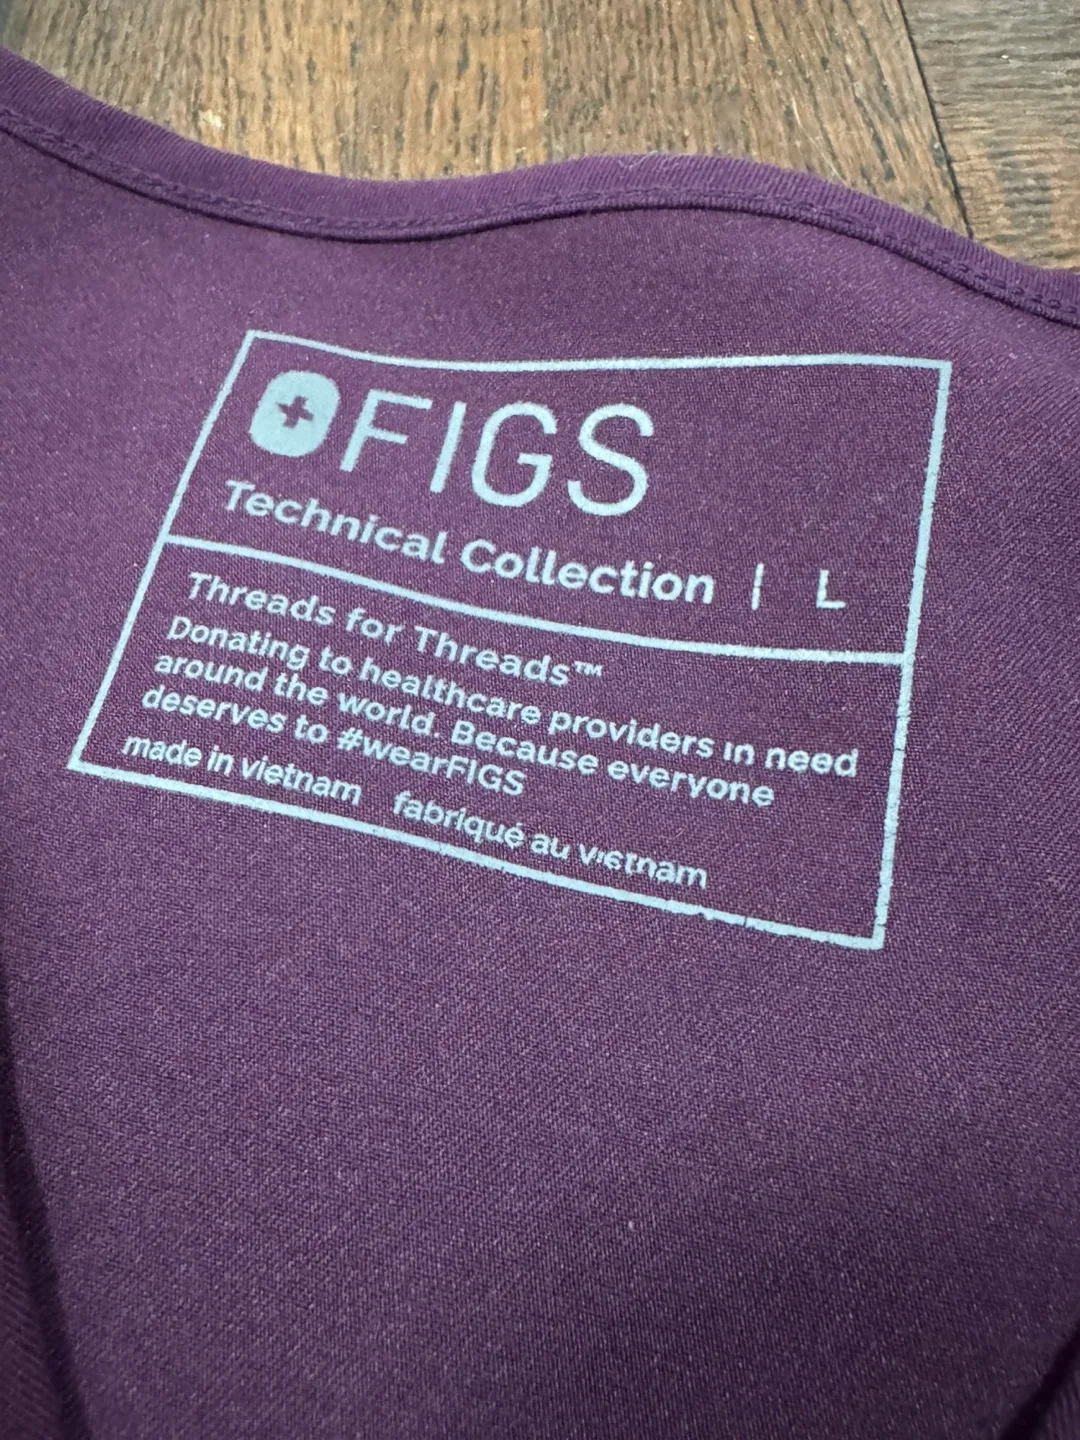 FIGS
Technical Collection | L
Threads for Threads™
Donating to healthcare providers in need
around the world. Because everyone
deserves to #wearFIGS
made in vietnam fabriqué au vietnam